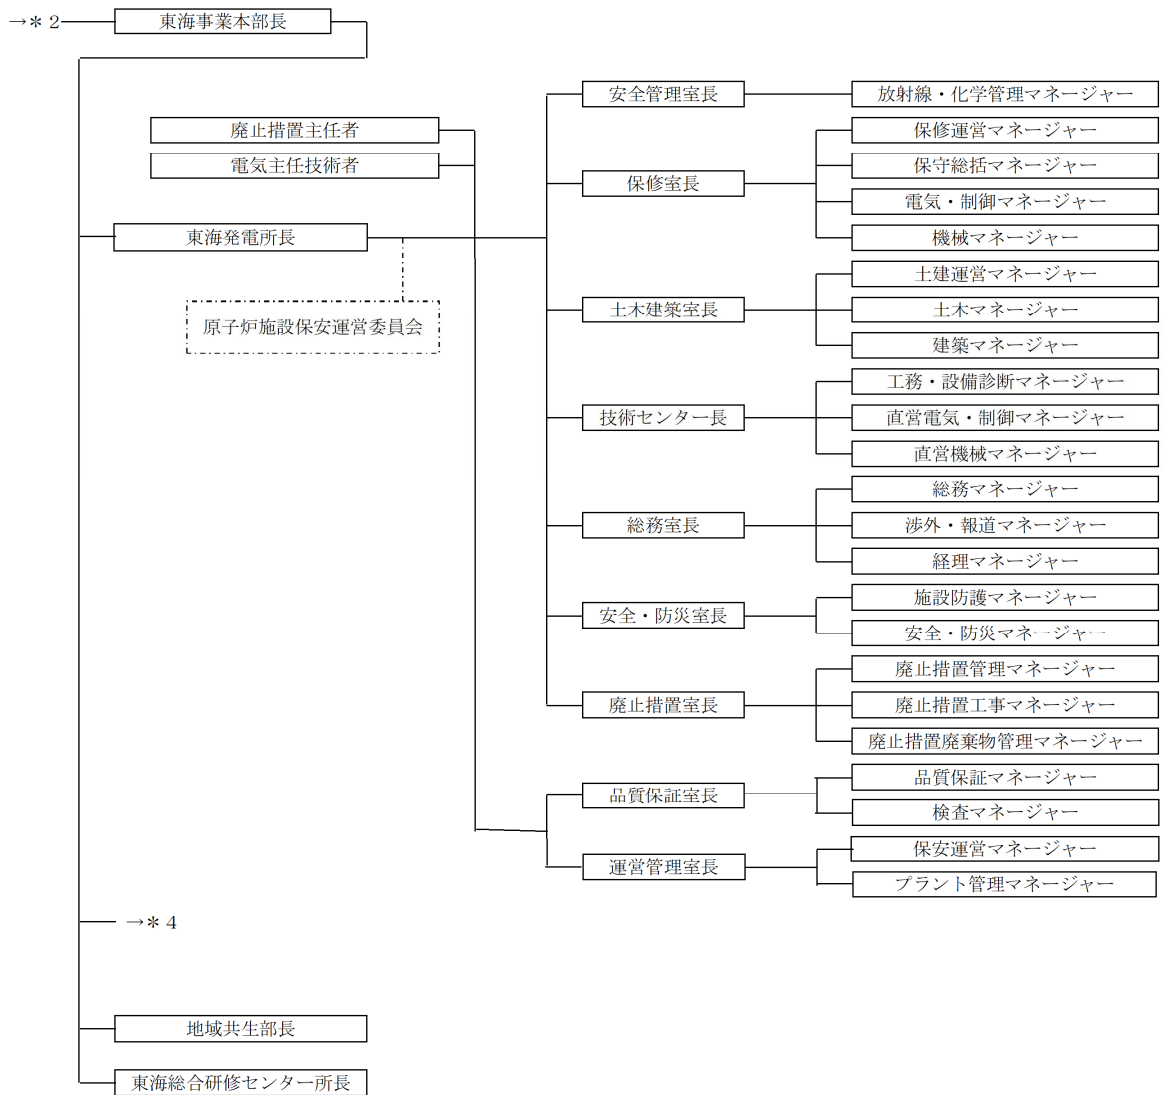 →＊２
東海事業本部長
安全管理室長
放射線・化学管理マネージャー
廃止措置主任者
電気主任技術者
保修室長
保修運営マネージャー
保守総括マネージャー
電気・制御マネージャー
機械マネージャー
東海発電所長
原子炉施設保安運営委員会
土木建築室長
土建運営マネージャー
土木マネージャー
建築マネージャー
技術センター長
工務・設備診断マネージャー
直営電気・制御マネージャー
直営機械マネージャー
総務室長
総務マネージャー
渉外・報道マネージャー
経理マネージャー
安全・防災室長
施設防護マネージャー
安全・防災マネージャー
廃止措置室長
廃止措置管理マネージャー
廃止措置工事マネージャー
廃止措置廃棄物管理マネージャー
品質保証室長
品質保証マネージャー
検査マネージャー
運営管理室長
保安運営マネージャー
プラント管理マネージャー
→＊４
地域共生部長
東海総合研修センター所長